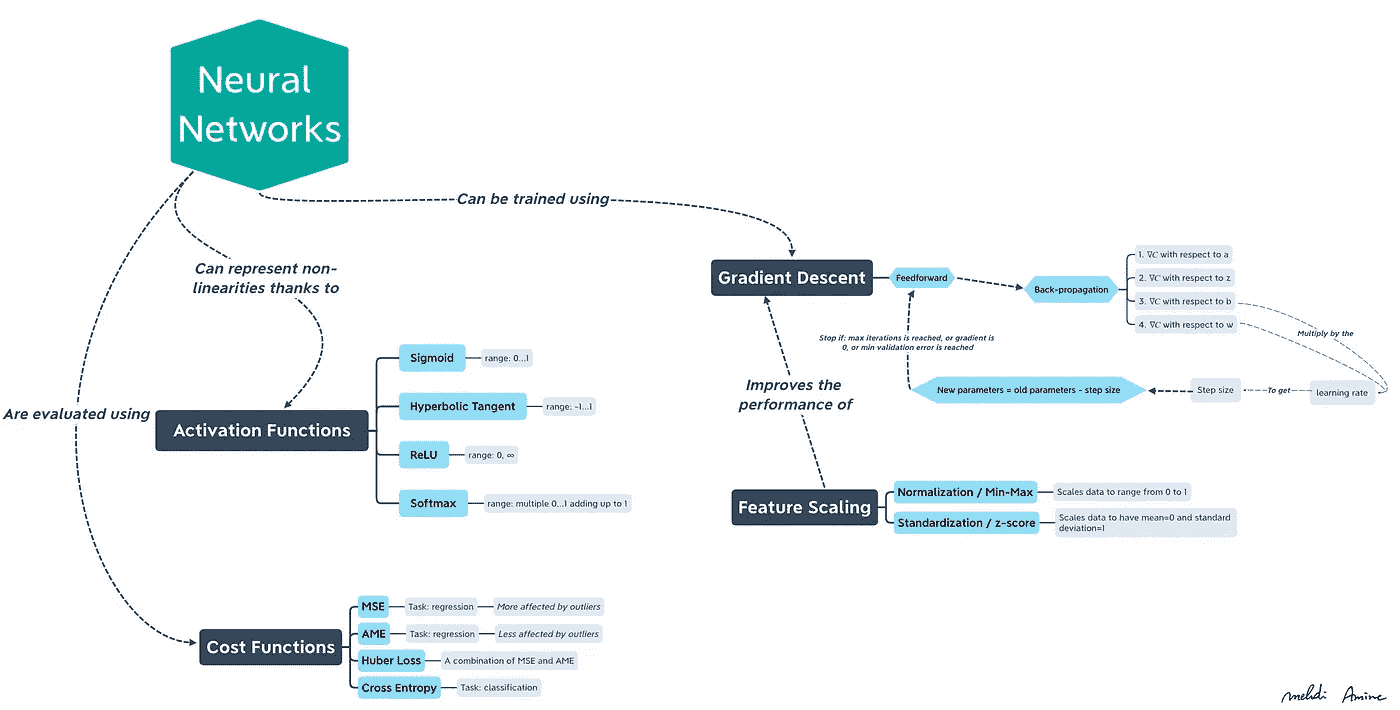 Neural
Networks
Can be trained using
Can represent non-
linearities thanks to
Are evaluated using
Activation Functions
Sigmoid
range: 0...1
Hyperbolic Tangent
range: -1...1
ReLU
range: 0, ∞
Softmax
range: multiple 0...1 adding up to 1
Cost Functions
MSE
Task: regression
More affected by outliers
AME
Task: regression
Less affected by outliers
Huber Loss
A combination of MSE and AME
Cross Entropy
Task: classification
Gradient Descent
Feedforward
Back-propagation
1. ∇C with respect to a
2. ∇C with respect to z
3. ∇C with respect to b
4. ∇C with respect to w
Multiply by the
learning rate
To get
Step size
New parameters = old parameters - step size
Stop if: max iterations is reached, or gradient is
0, or min validation error is reached
Improves the
performance of
Feature Scaling
Normalization / Min-Max
Scales data to range from 0 to 1
Standardization / z-score
Scales data to have mean=0 and standard
deviation=1
mehdi Amine